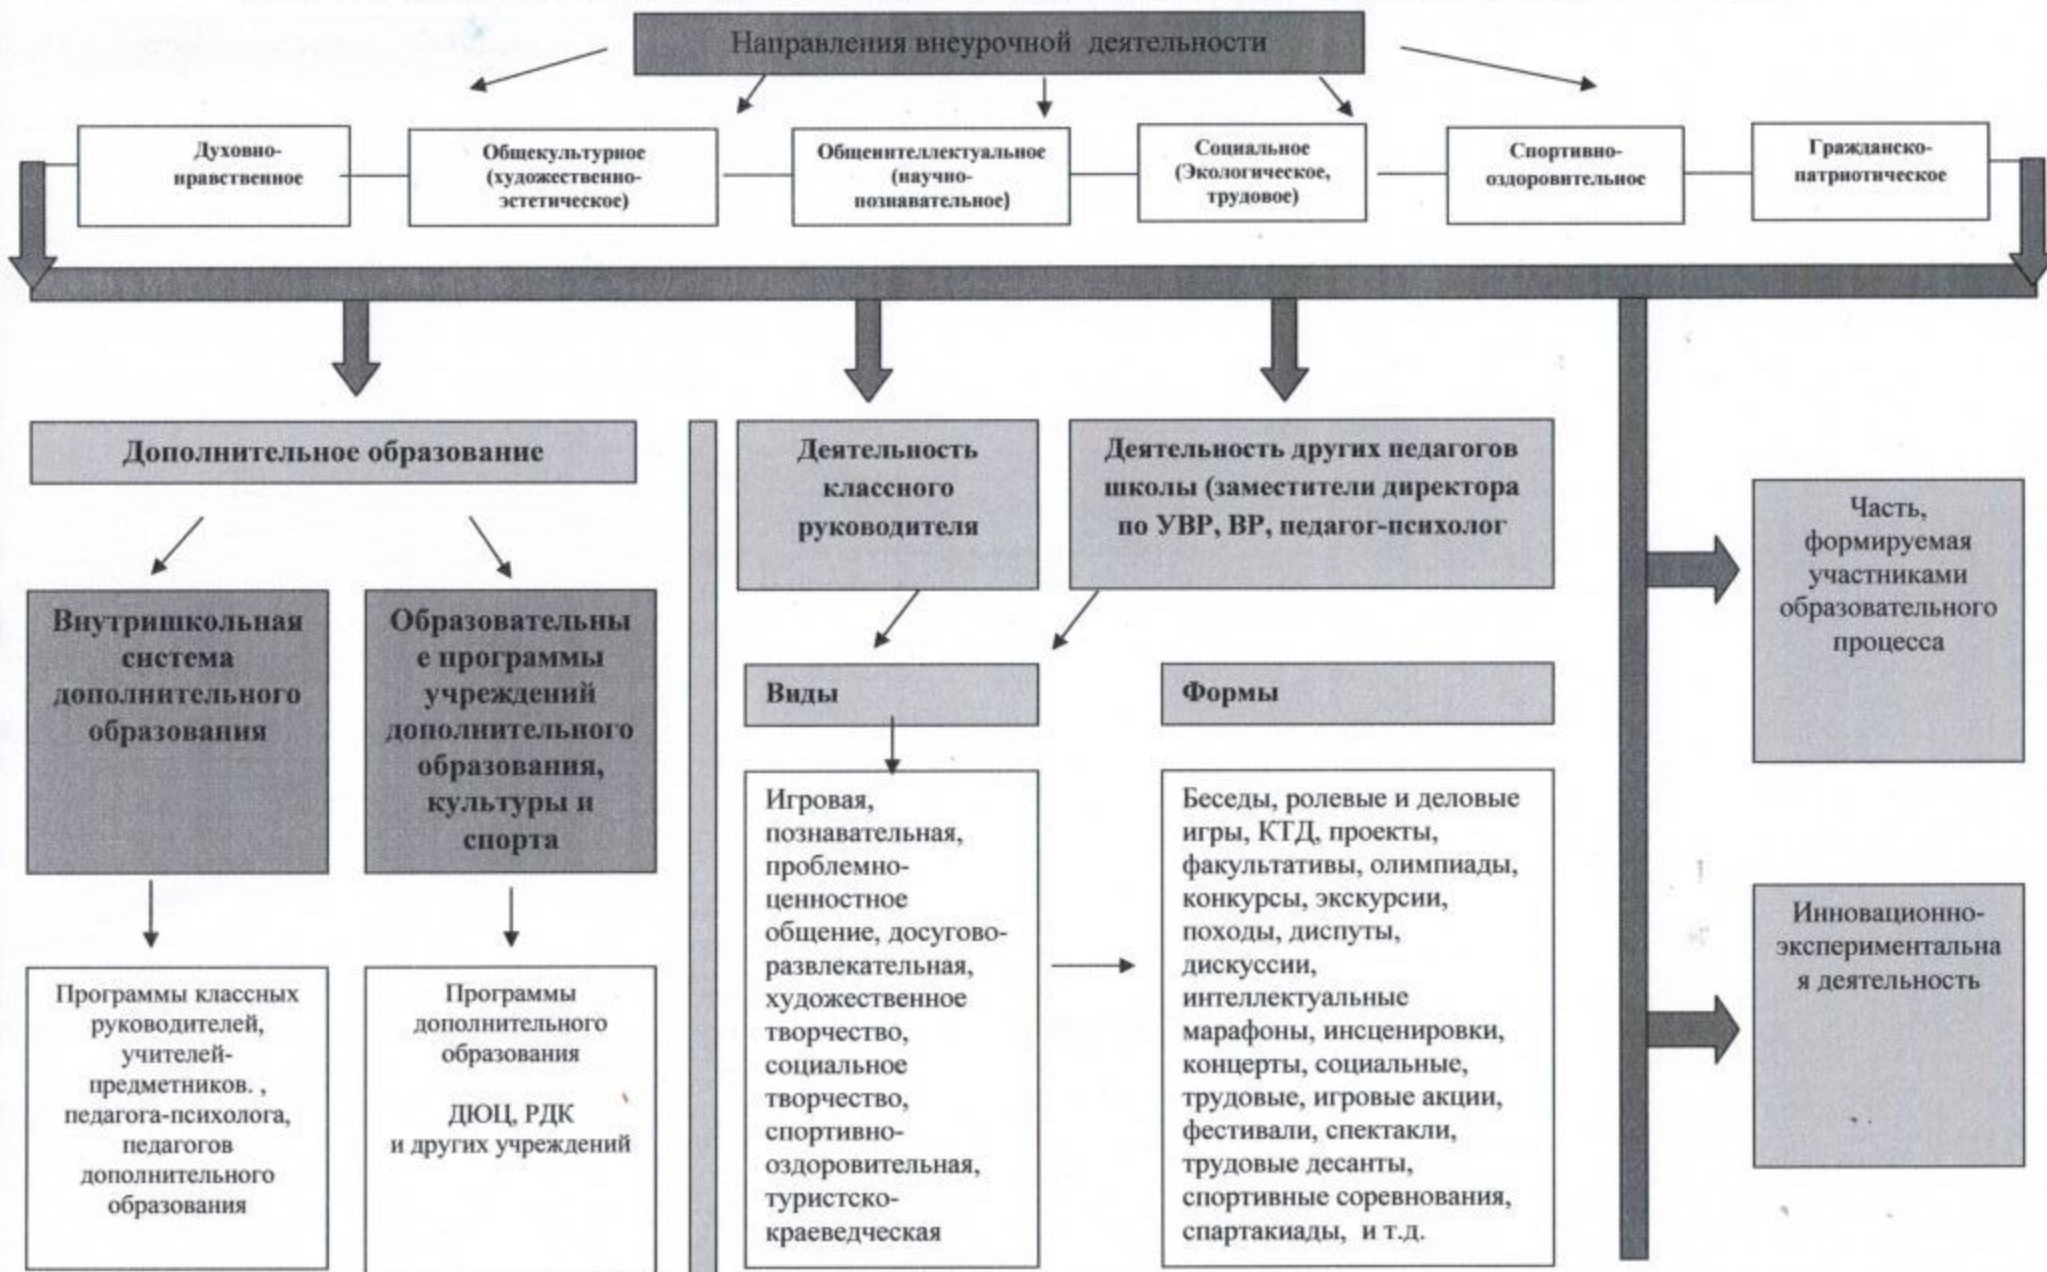 Направления внеурочной деятельности
Духовно-
нравственное
Общекультурное
(художественно-
эстетическое)
Общеинтеллектуальное
(научно-
познавательное)
Социальное
(Экологическое,
трудовое)
Спортивно-
оздоровительное
Гражданско-
патриотическое
Дополнительное образование
Деятельность
классного
руководителя
Деятельность других педагогов
школы (заместители директора
по УВР, ВР, педагог-психолог
Часть,
формируемая
участниками
образовательного
процесса
Внутришкольная
система
дополнительного
образования
Образовательны
е программы
учреждений
дополнительного
образования,
культуры и
спорта
Виды
Формы
Игровая,
познавательная,
проблемно-
ценностное
общение, досугово-
развлекательная,
художественное
творчество,
социальное
творчество,
спортивно-
оздоровительная,
туристско-
краеведческая
Беседы, ролевые и деловые
игры, КТД, проекты,
факультативы, олимпиады,
конкурсы, экскурсии,
походы, диспуты,
дискуссии,
интеллектуальные
марафоны, инсценировки,
концерты, социальные,
трудовые, игровые акции,
фестивали, спектакли,
трудовые десанты,
спортивные соревнования,
спартакиады, и т.д.
Инновационно-
экспериментальна
я деятельность
Программы классных
руководителей,
учителей-
предметников. ,
педагога-психолога,
педагогов
дополнительного
образования
Программы
дополнительного
образования
ДЮЦ, РДК
и других учреждений